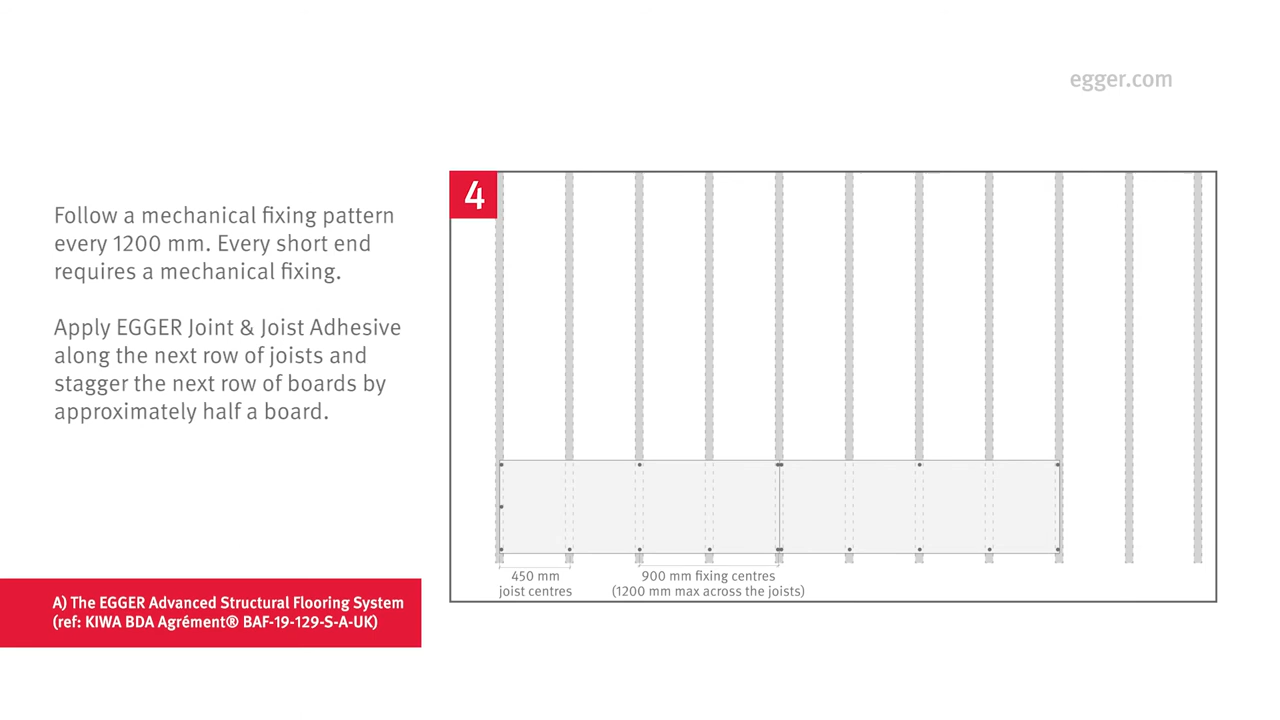 egger.com
Follow a mechanical fixing pattern
every 1200 mm. Every short end
requires a mechanical fixing.
Apply EGGER Joint & Joist Adhesive
along the next row of joists and
stagger the next row of boards by
approximately half a board.
A) The EGGER Advanced Structural Flooring System
(ref: KIWA BDA Agrément® BAF-19-129-S-A-UK)
4
450 mm
joist centres
900 mm fixing centres
(1200 mm max across the joists)